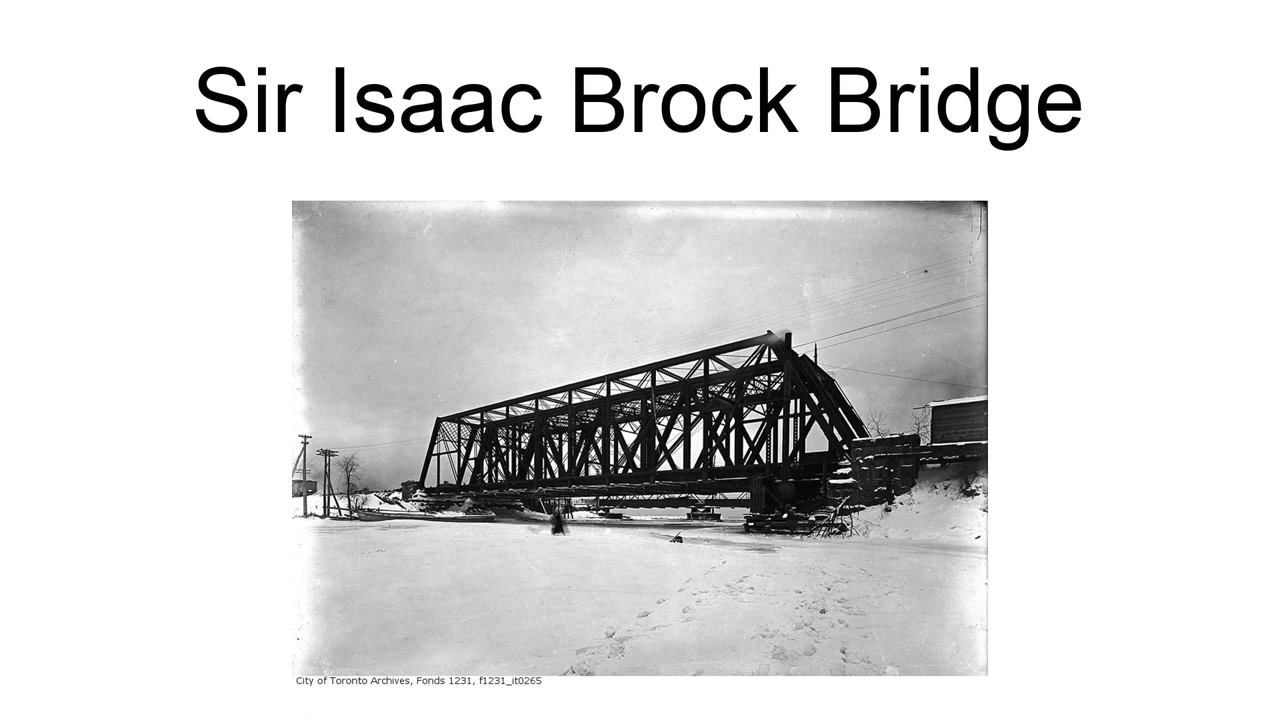 Sir Isaac Brock Bridge
City of Toronto Archives, Fonds 1231, f1231_it0265